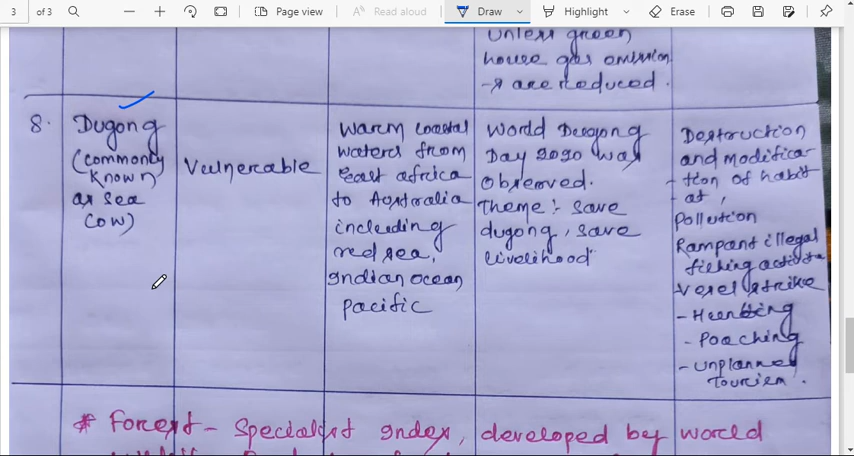 3 of 3
Page view
Read aloud
Draw
Highlight
Erase
unless green
house gas emission
-s are reduced.
8.
Dugong
(commonly
known
as sea
cow)
Vulnerable
Warm coastal
waters from
east africa
to Australia
including
red sea,
Indian ocean
pacific
World Dugong
Day 2020 was
observed.
Theme:- save
dugong, save
livelihood
Destruction
and modifica
-tion of habit
-at,
Pollution
Rampant illegal
fishing
Vessel strike
- Hunting
- Poaching
- Unplanned
Tourism.
* Forest - Specialist Index, developed by world